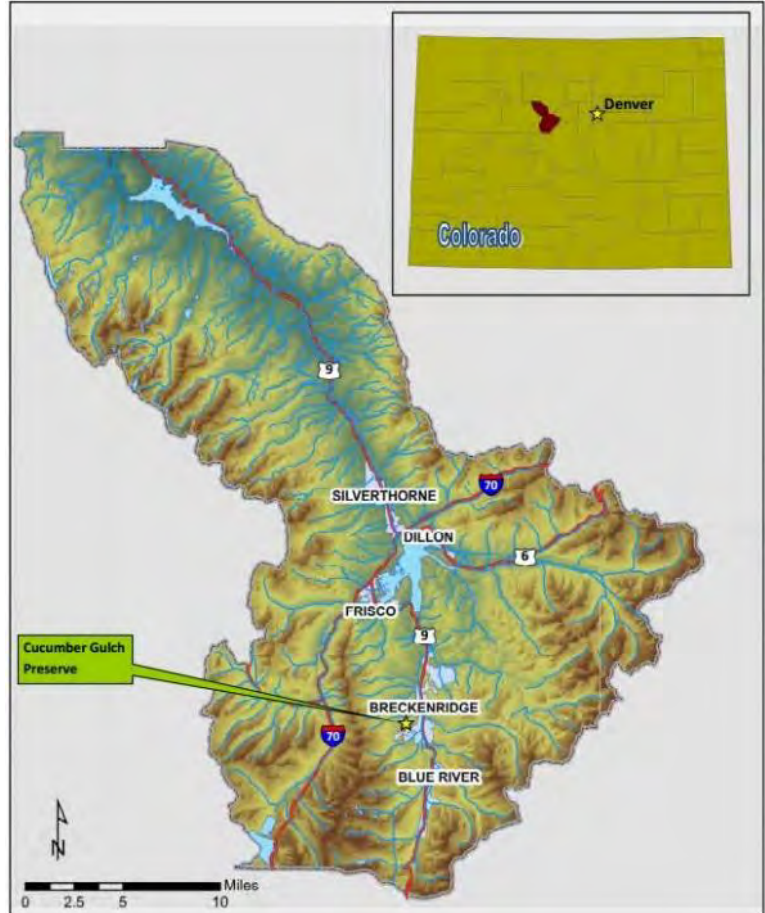 Denver
Colorado
9
SILVERTHORNE
70
DILLON
6
FRISCO
9
Cucumber Gulch
Preserve
BRECKENRIDGE
70
BLUE RIVER
N
Miles
0 2.5 5 10